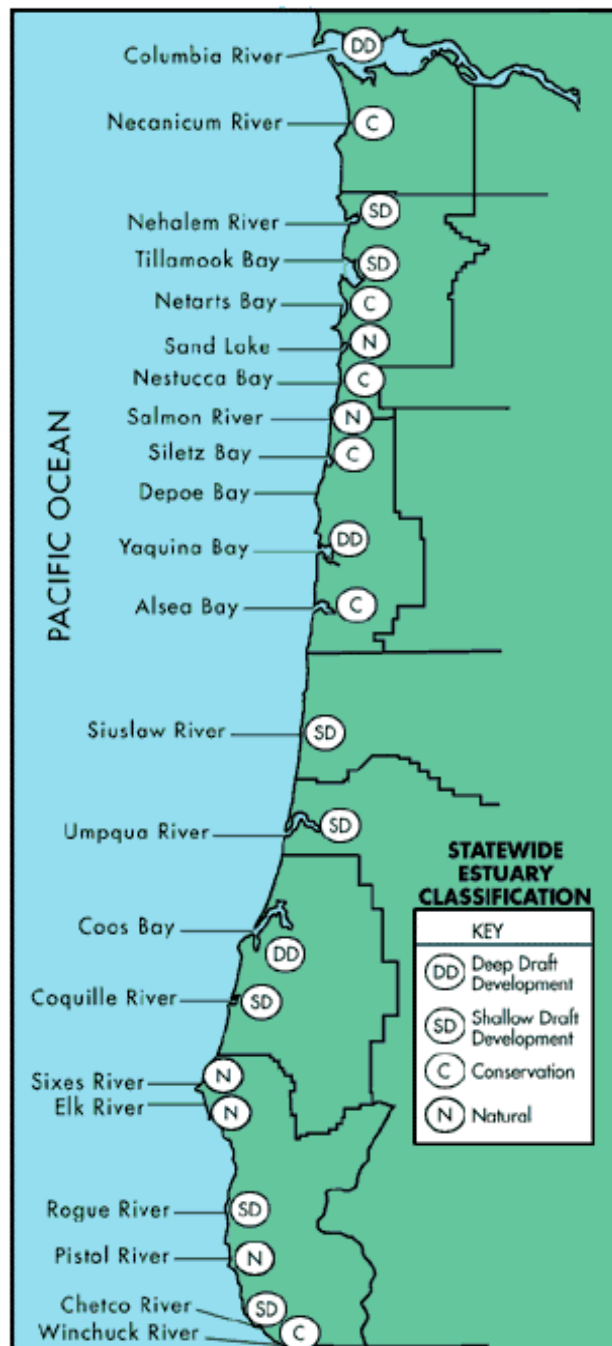 Columbia River
DD
Necanicum River
C
Nehalem River
SD
Tillamook Bay
SD
Netarts Bay
C
Sand Lake
N
Nestucca Bay
C
Salmon River
N
Siletz Bay
C
Depoe Bay
Yaquina Bay
DD
Alsea Bay
C
PACIFIC OCEAN
Siuslaw River
SD
Umpqua River
SD
Coos Bay
DD
Coquille River
SD
Sixes River
N
Elk River
N
Rogue River
SD
Pistol River
N
Chetco River
SD
Winchuck River
C
STATEWIDE
ESTUARY
CLASSIFICATION
KEY
DD Deep Draft
Development
SD Shallow Draft
Development
C Conservation
N Natural